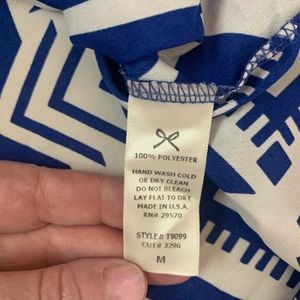 100% POLYESTER
HAND WASH COLD
OR DRY CLEAN
DO NOT BLEACH
LAY FLAT TO DRY
MADE IN U.S.A.
RN# 29570
STYLE# T9099
CUT# 3296
M